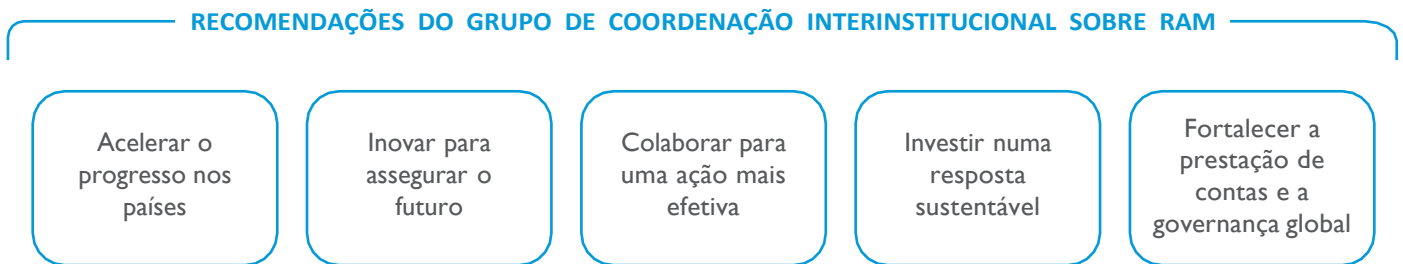 RECOMENDAÇÕES DO GRUPO DE COORDENAÇÃO INTERINSTITUCIONAL SOBRE RAM
Acelerar o
progresso nos
países
Inovar para
assegurar o
futuro
Colaborar para
uma ação mais
efetiva
Investir numa
resposta
sustentável
Fortalecer a
prestação de
contas e a
governança global